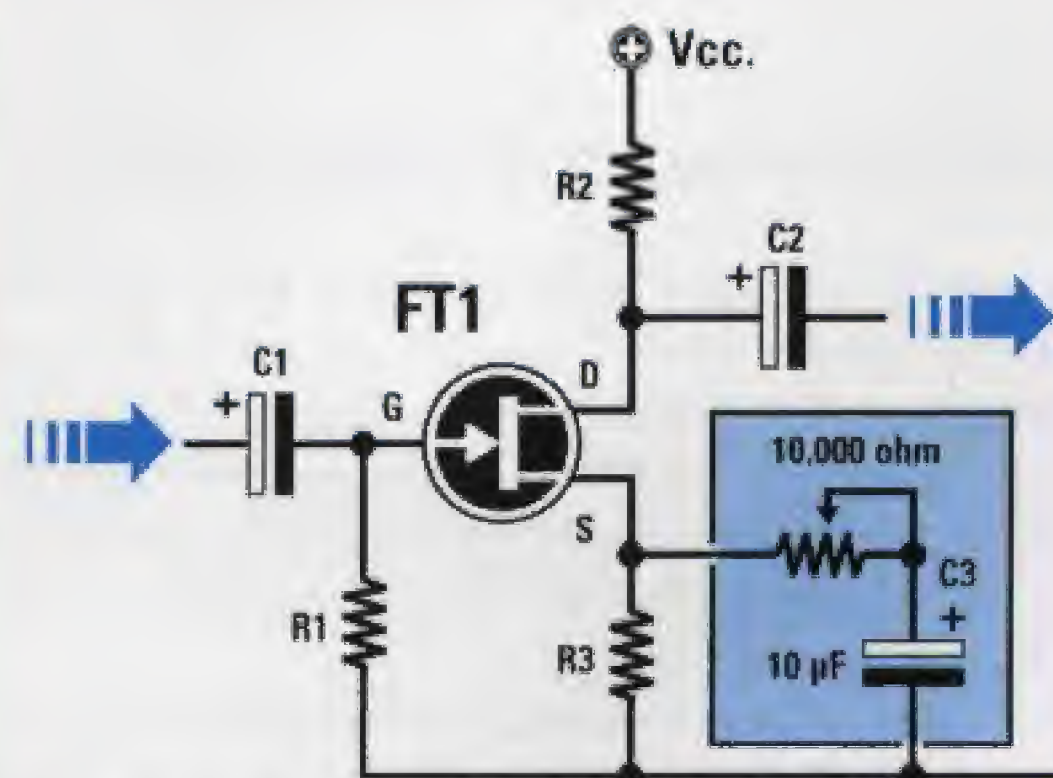 Vcc.
R2
C2
+
FT1
C1
+
D
G
10,000 ohm
S
C3
+
R1
R3
10 µF